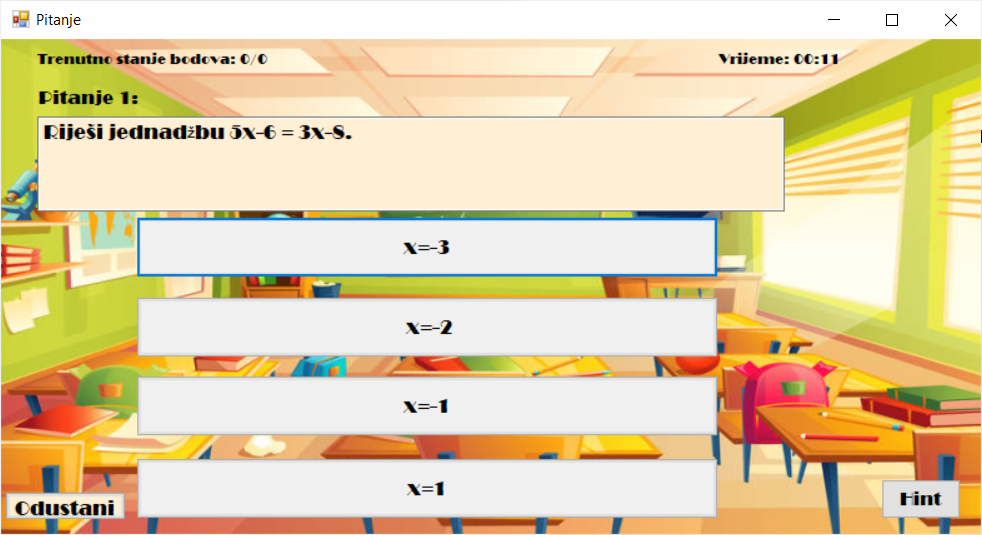 Pitanje
Trenutno stanje bodova: 0/0
Vrijeme: 00:11
Pitanje 1:
Riješi jednadžbu 5x-6 = 3x-8.
x=-3
x=-2
x=-1
x=1
Odustani
Hint